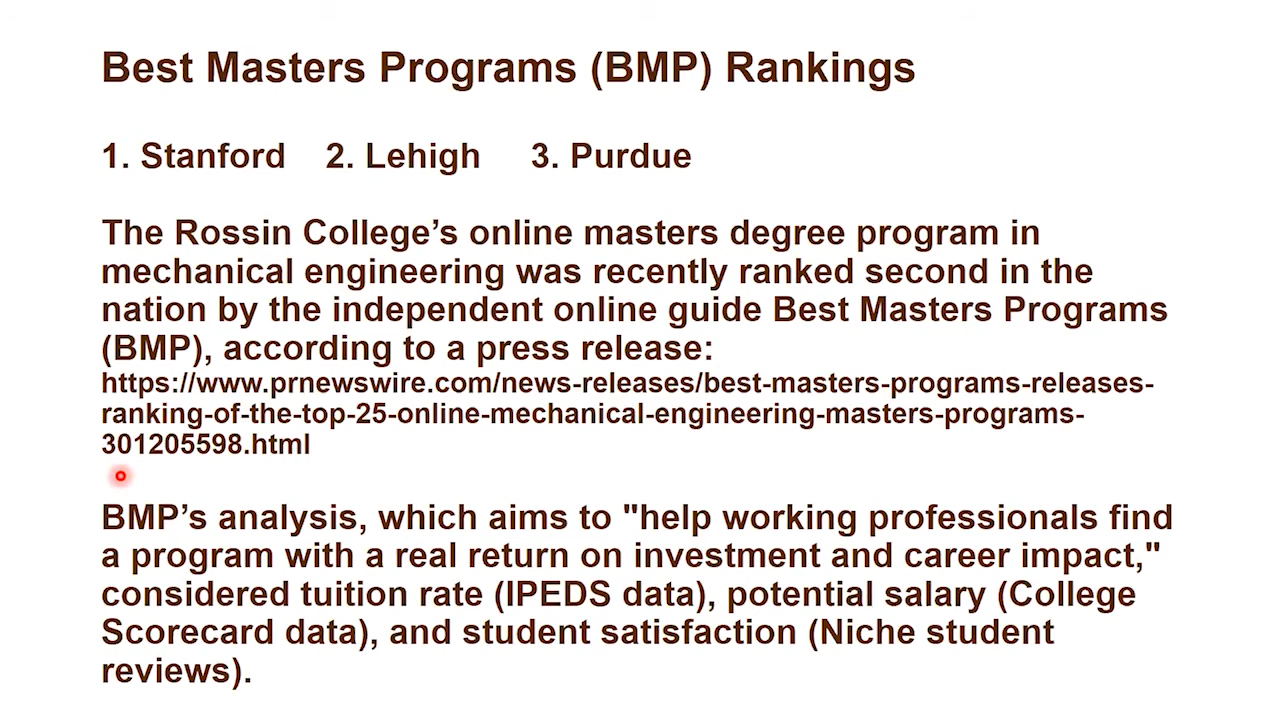 Best Masters Programs (BMP) Rankings
1. Stanford 2. Lehigh 3. Purdue
The Rossin College’s online masters degree program in
mechanical engineering was recently ranked second in the
nation by the independent online guide Best Masters Programs
(BMP), according to a press release:
https://www.prnewswire.com/news-releases/best-masters-programs-releases-
ranking-of-the-top-25-online-mechanical-engineering-masters-programs-
301205598.html
BMP’s analysis, which aims to "help working professionals find
a program with a real return on investment and career impact,"
considered tuition rate (IPEDS data), potential salary (College
Scorecard data), and student satisfaction (Niche student
reviews).